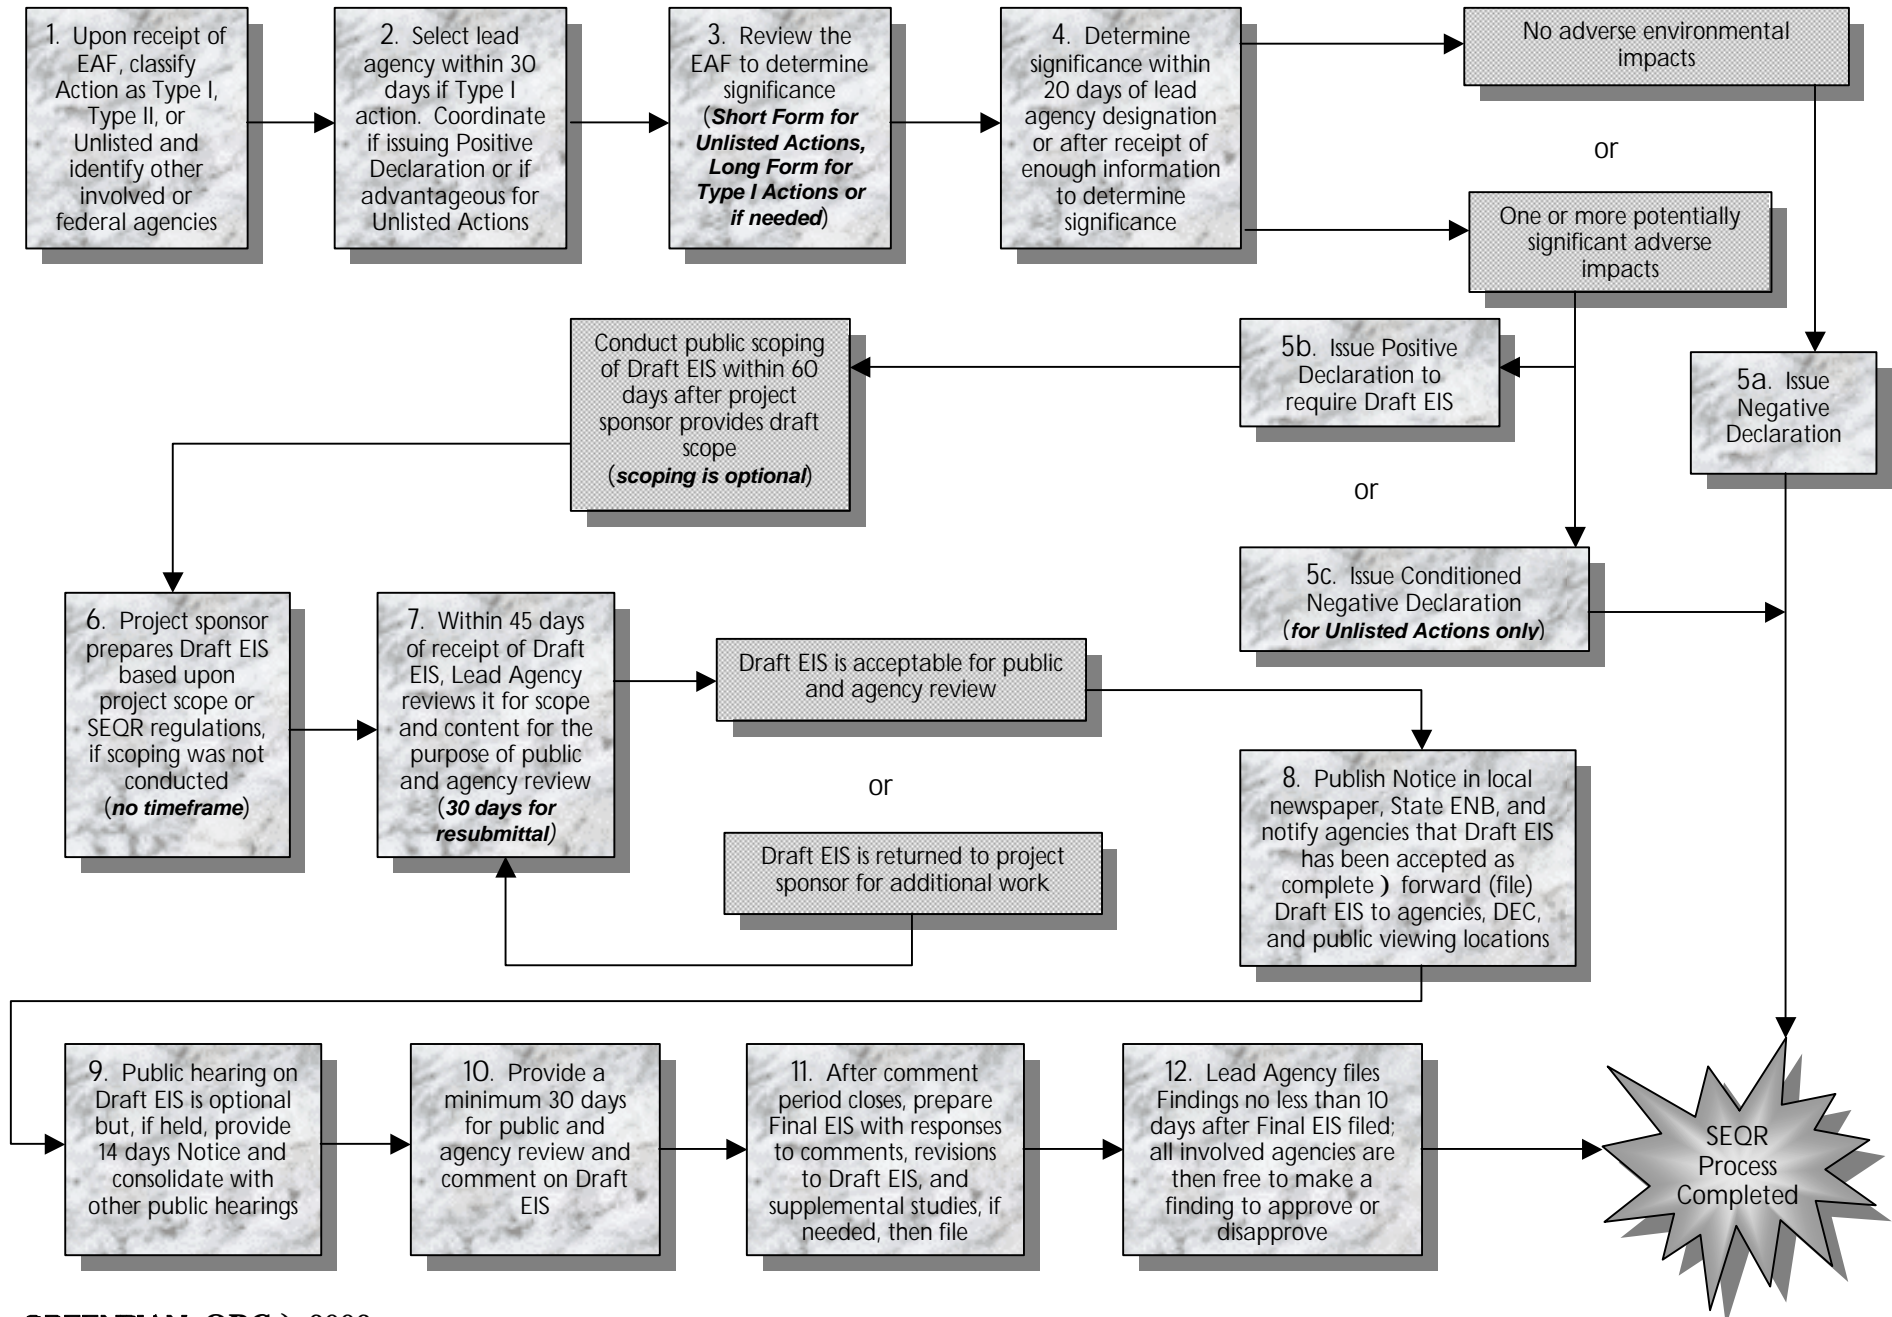 1. Upon receipt of
EAF, classify
Action as Type I,
Type II, or
Unlisted and
identify other
involved or
federal agencies
2. Select lead
agency within 30
days if Type I
action. Coordinate
if issuing Positive
Declaration or if
advantageous for
Unlisted Actions
3. Review the
EAF to determine
significance
(Short Form for
Unlisted Actions,
Long Form for
Type I Actions or
if needed)
4. Determine
significance within
20 days of lead
agency designation
or after receipt of
enough information
to determine
significance
No adverse environmental
impacts
or
One or more potentially
significant adverse
impacts
Conduct public scoping
of Draft EIS within 60
days after project
sponsor provides draft
scope
(scoping is optional)
5b. Issue Positive
Declaration to
require Draft EIS
5a. Issue
Negative
Declaration
or
5c. Issue Conditioned
Negative Declaration
(for Unlisted Actions only)
6. Project sponsor
prepares Draft EIS
based upon
project scope or
SEQR regulations,
if scoping was not
conducted
(no timeframe)
7. Within 45 days
of receipt of Draft
EIS, Lead Agency
reviews it for scope
and content for the
purpose of public
and agency review
(30 days for
resubmittal)
Draft EIS is acceptable for public
and agency review
or
Draft EIS is returned to project
sponsor for additional work
8. Publish Notice in local
newspaper, State ENB, and
notify agencies that Draft EIS
has been accepted as
complete ) forward (file)
Draft EIS to agencies, DEC,
and public viewing locations
9. Public hearing on
Draft EIS is optional
but, if held, provide
14 days Notice and
consolidate with
other public hearings
10. Provide a
minimum 30 days
for public and
agency review and
comment on Draft
EIS
11. After comment
period closes, prepare
Final EIS with responses
to comments, revisions
to Draft EIS, and
supplemental studies, if
needed, then file
12. Lead Agency files
Findings no less than 10
days after Final EIS filed;
all involved agencies are
then free to make a
finding to approve or
disapprove
SEQR
Process
Completed